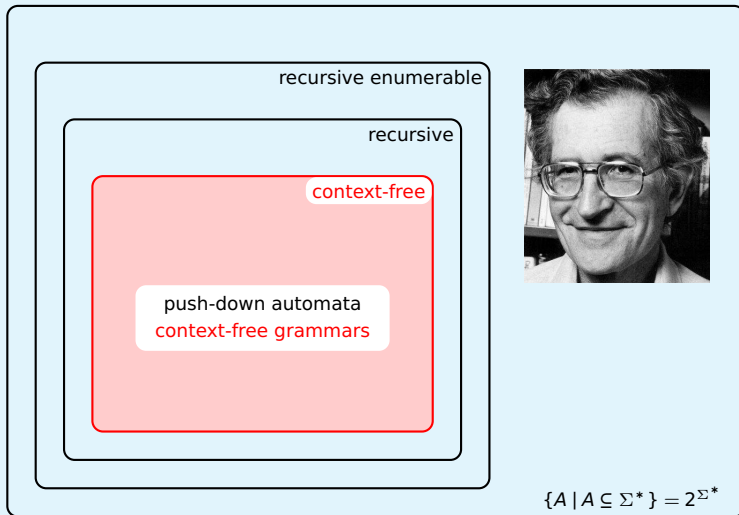 recursive enumerable
recursive
context-free
push-down automata
context-free grammars
{A | A ⊆ Σ*} = 2^Σ*